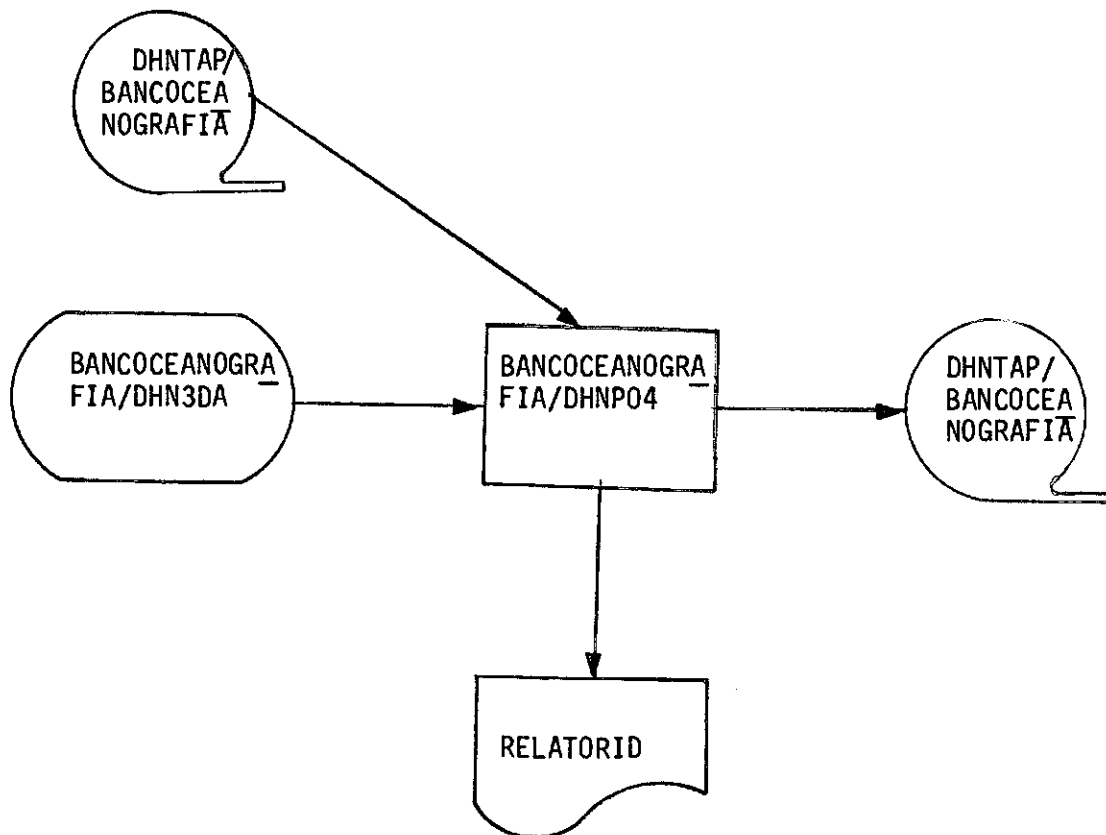 DHNTAP/
BANCOCEA
NOGRAFIA
BANCOCEANOGRA
FIA/DHN3DA
BANCOCEANOGRA
FIA/DHNP04
DHNTAP/
BANCOCEA
NOGRAFIA
RELATORID